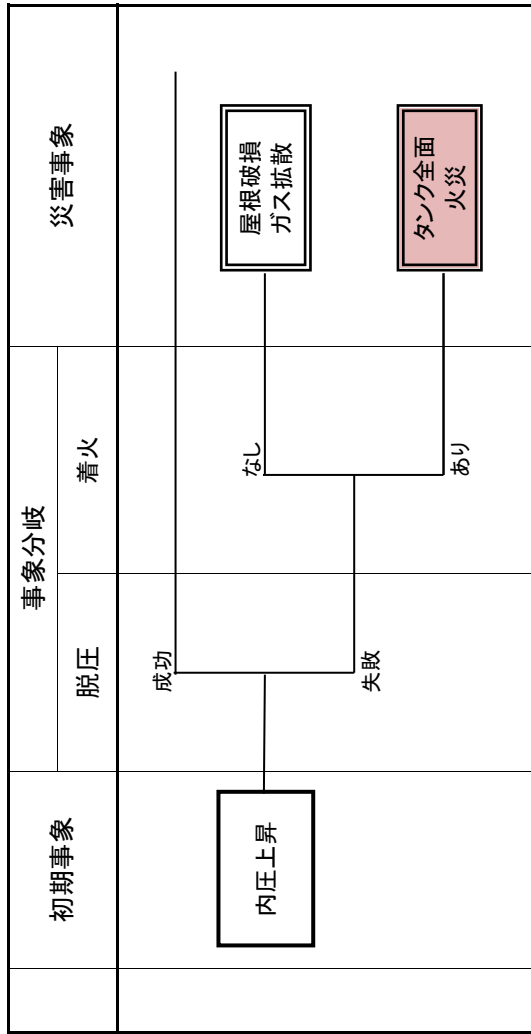 初期事象
事象分岐
災害事象
脱圧
着火
成功
内圧上昇
なし
屋根破損
ガス拡散
失敗
あり
タンク全面
火災